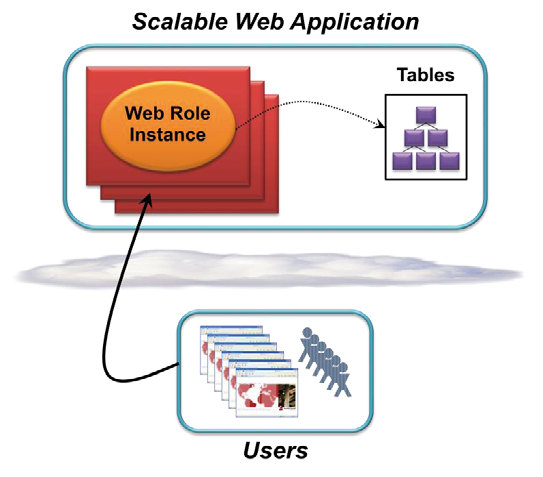 Scalable Web Application
Tables
Web Role
Instance
Users